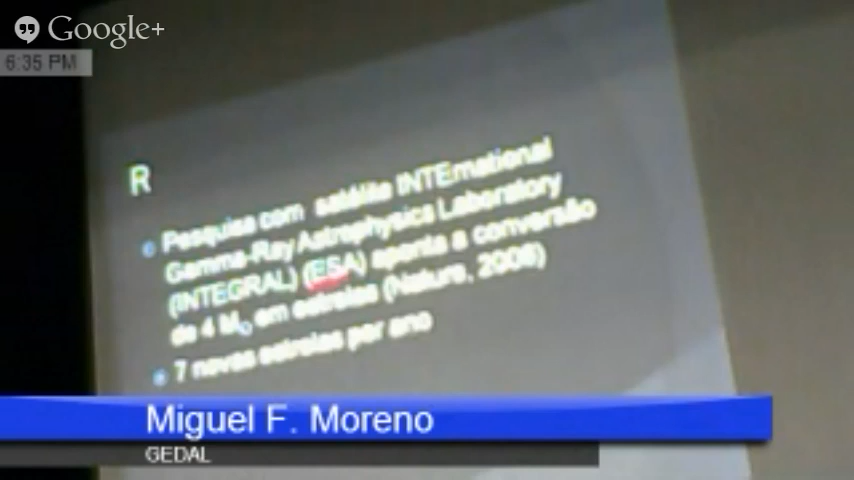 Google+
6:35 PM
R
Pesquisa com satélite INTErnational
Gamma-Ray Astrophysics Laboratory
(INTEGRAL) (ESA) aponta a conversão
de 4 M⊙ em estrelas (Nature, 2006)
7 novas estrelas por ano
Miguel F. Moreno
GEDAL